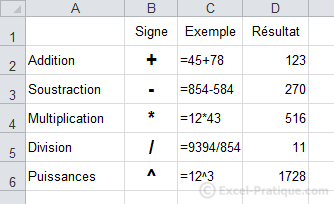 A B C D
1 Signe Exemple Résultat
2 Addition + =45+78 123
3 Soustraction - =854-584 270
4 Multiplication * =12*43 516
5 Division / =9394/854 11
6 Puissances ^ =12^3 1728
© Excel-Pratique.com